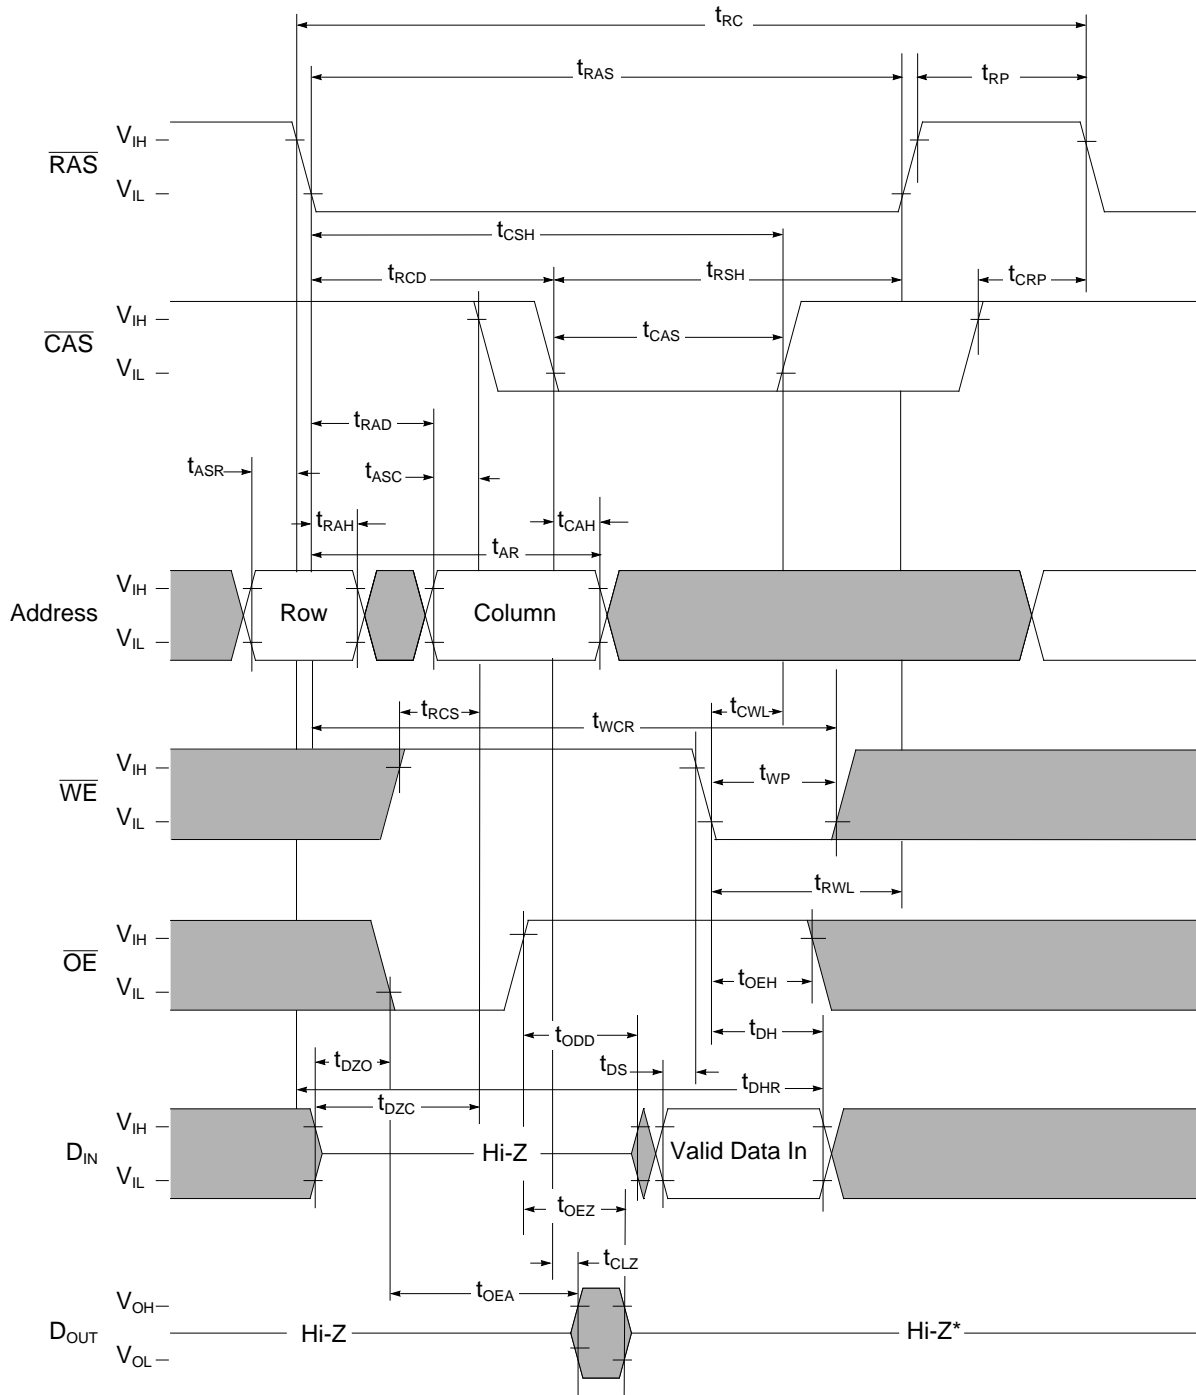 tRC
tRAS
tRP
VIH
RAS
VIL
tCSH
tRCD
tRSH
tCRP
VIH
CAS
tCAS
VIL
tRAD
tASR
tASC
tRAH
tCAH
tAR
VIH
Address Row Column
VIL
tRCS
tCWL
tWCR
VIH
WE
tWP
VIL
tRWL
VIH
OE
VIL
tOEH
tODD
tDH
tDZO
tDS
tDHR
tDZC
VIH
DIN Hi-Z Valid Data In
VIL
tOEZ
tCLZ
tOEA
VOH
DOUT Hi-Z Hi-Z*
VOL